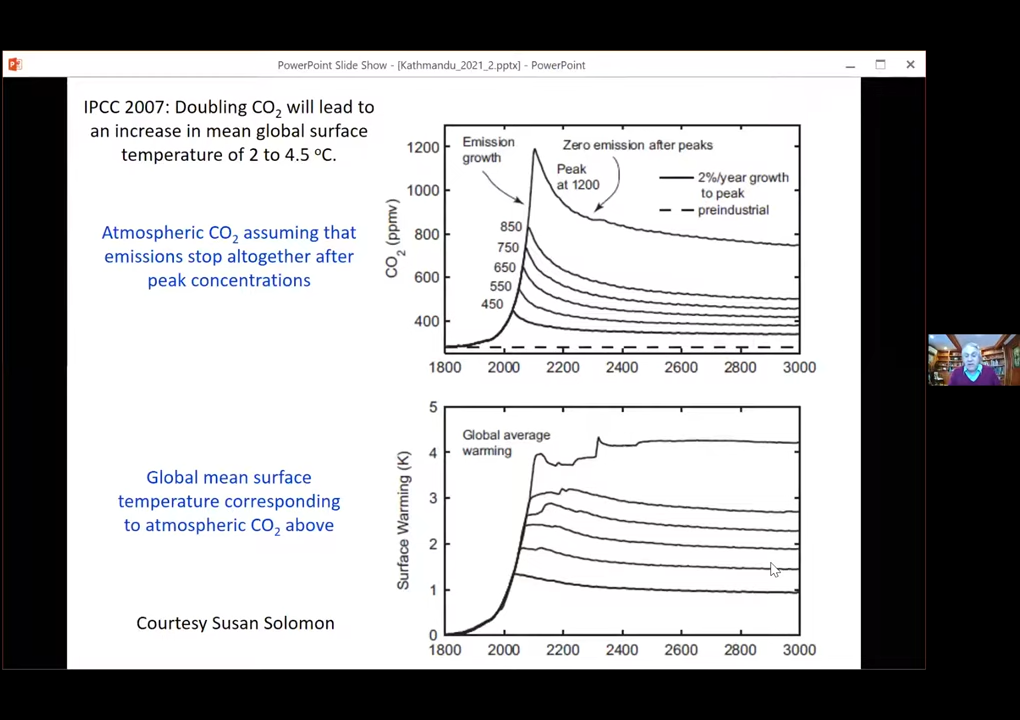 PowerPoint Slide Show - [Kathmandu_2021_2.pptx] - PowerPoint
IPCC 2007: Doubling CO2 will lead to
an increase in mean global surface
temperature of 2 to 4.5 °C.
Atmospheric CO2 assuming that
emissions stop altogether after
peak concentrations
Global mean surface
temperature corresponding
to atmospheric CO2 above
Courtesy Susan Solomon
CO2 (ppmv)
1200
1000
800
600
400
Emission
growth
Zero emission after peaks
Peak
at 1200
2%/year growth
to peak
preindustrial
850
750
650
550
450
1800 2000 2200 2400 2600 2800 3000
Surface Warming (K)
5
4
3
2
1
0
Global average
warming
1800 2000 2200 2400 2600 2800 3000